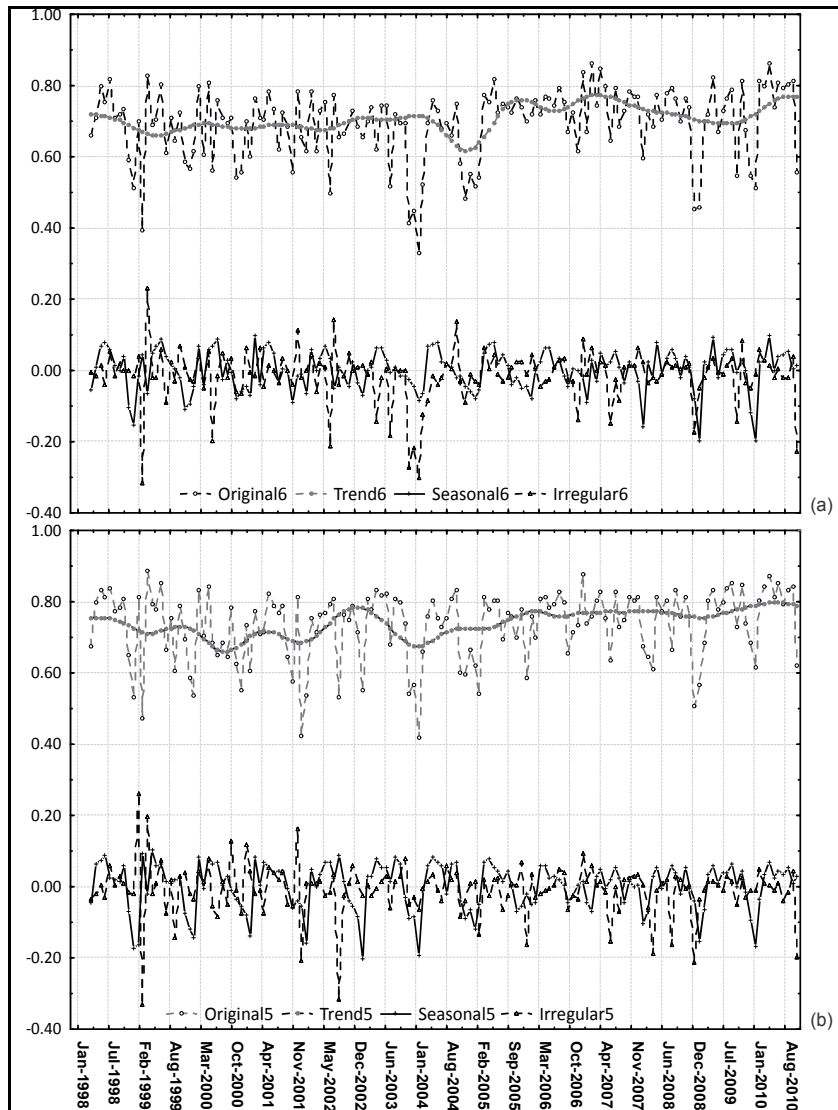 1.00
0.80
0.60
0.40
0.20
0.00
-0.20
-0.40
Original6 Trend6 Seasonal6 Irregular6
(a)
1.00
0.80
0.60
0.40
0.20
0.00
-0.20
-0.40
Original5 Trend5 Seasonal5 Irregular5
(b)
Jan-1998
Jul-1998
Feb-1999
Aug-1999
Mar-2000
Oct-2000
Apr-2001
Nov-2001
May-2002
Dec-2002
Jun-2003
Jan-2004
Aug-2004
Feb-2005
Sep-2005
Mar-2006
Oct-2006
Apr-2007
Nov-2007
May-2008
Dec-2008
Jul-2009
Jan-2010
Aug-2010